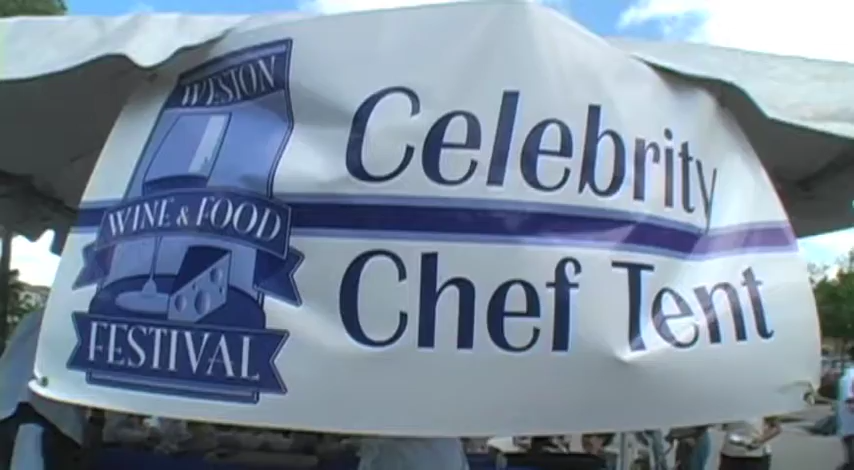 WESTON
WINE & FOOD
FESTIVAL
Celebrity
Chef Tent